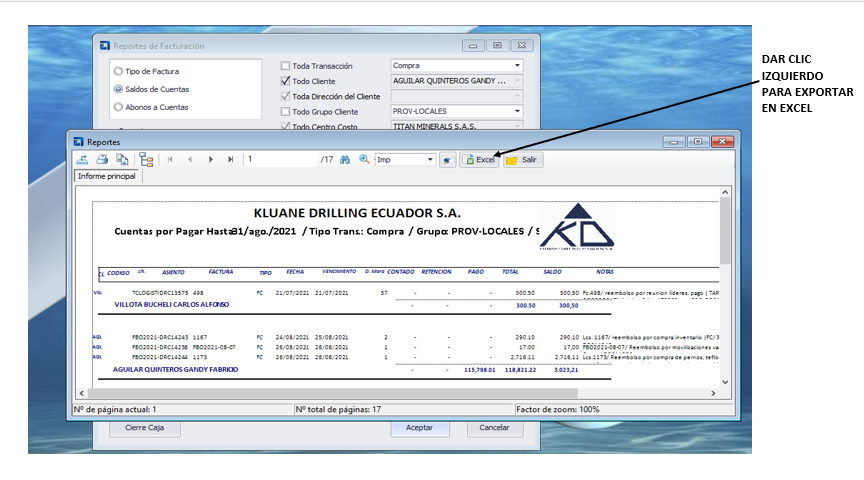 Reportes de Facturación
Tipo de Factura
Saldos de Cuentas
Abonos a Cuentas
Toda Transacción Compra
Todo Cliente AGUILAR QUINTEROS GANDY ...
Toda Dirección del Cliente
Todo Grupo Cliente PROV-LOCALES
Todo Centro Costo TITAN MINERALS S.A.S.
DAR CLIC
IZQUIERDO
PARA EXPORTAR
EN EXCEL
Reportes
1 /17 Imp Excel Salir
Informe principal
KLUANE DRILLING ECUADOR S.A.
Cuentas por Pagar Hasta31/ago./2021 / Tipo Trans.: Compra / Grupo: PROV-LOCALES / S
KD
CL CODIGO ch. ASIENTO FACTURA TIPO FECHA VENCIMIENTO D. Mora CONTADO RETENCION PAGO TOTAL SALDO NOTAS
VIL TCLOGISTIDRC13575 498 FC 21/07/2021 21/07/2021 37 - - - 300.50 300,50 Fc.498/ reembolso por reunion lideres, pago ( TAR
VILLOTA BUCHELI CARLOS ALFONSO - - 300.50 300,50
AGL FBO2021-DRC14243 1167 FC 24/08/2021 25/08/2021 2 - - - 290.10 290,10 Lcs.1167/ reembolso por compra inventario (FC/3
AGL FBO2021-DRC14238 FBO2021-08-07 FC 26/08/2021 26/08/2021 1 - - - 17.00 17,00 FBO2021-08-07/ Reembolso por movilizaciones va
AGL FBO2021-DRC14244 1173 FC 26/08/2021 26/08/2021 1 - - - 2,716.11 2.716,11 Lcs.1173/ Reembolso por compra de pernos, teflo
AGUILAR QUINTEROS GANDY FABRICIO - - 115,798.01 118,821.22 3.023,21
Nº de página actual: 1 Nº total de páginas: 17 Factor de zoom: 100%
Cierre Caja Aceptar Cancelar